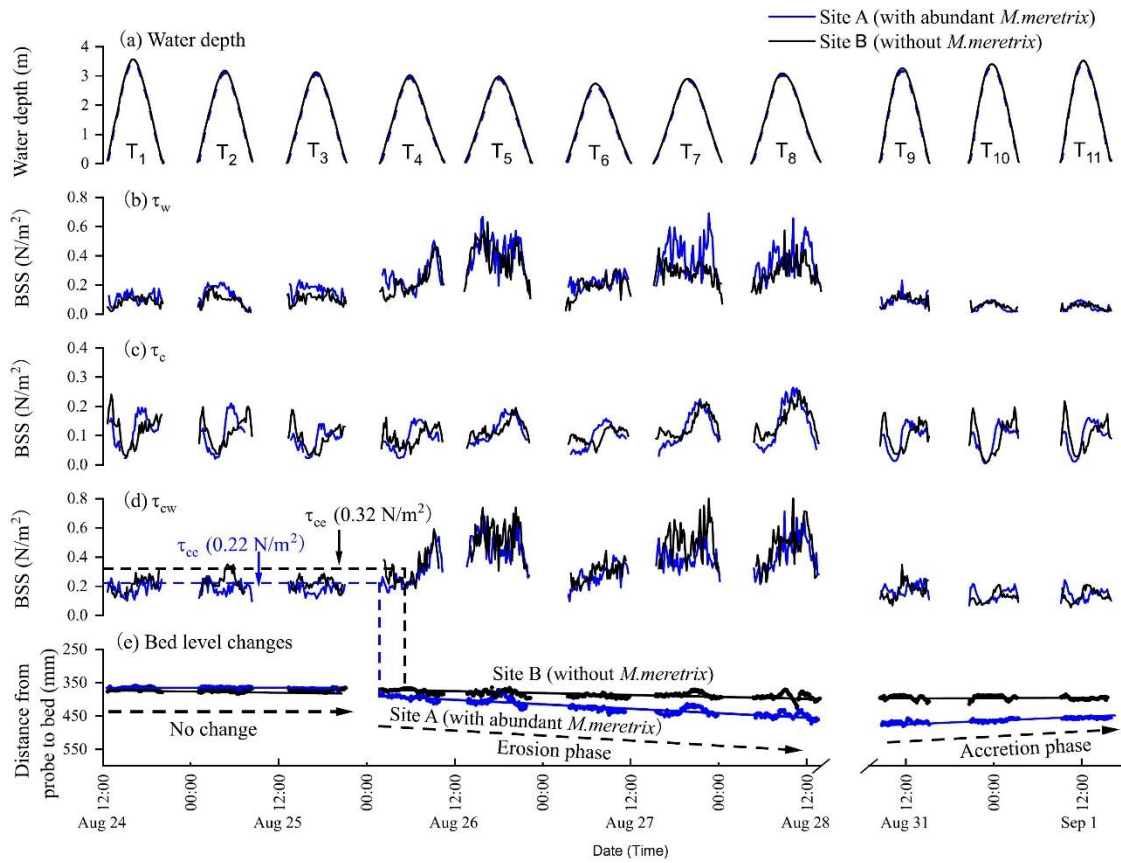 Site A (with abundant M.meretrix)
Site B (without M.meretrix)
(a) Water depth
Water depth (m)
4
3
2
1
0
T1 T2 T3 T4 T5 T6 T7 T8 T9 T10 T11
(b) τw
BSS (N/m²)
0.8
0.6
0.4
0.2
0.0
(c) τc
BSS (N/m²)
0.4
0.3
0.2
0.1
0.0
(d) τcw
BSS (N/m²)
0.8
0.6
0.4
0.2
0.0
τce (0.32 N/m²)
τce (0.22 N/m²)
(e) Bed level changes
Distance from
probe to bed (mm)
250
350
450
550
Site B (without M.meretrix)
Site A (with abundant M.meretrix)
No change
Erosion phase
Accretion phase
12:00 00:00 12:00 00:00 12:00 00:00 12:00 12:00 00:00 12:00
Aug 24 Aug 25 Aug 26 Aug 27 Aug 28 Aug 31 Sep 1
Date (Time)